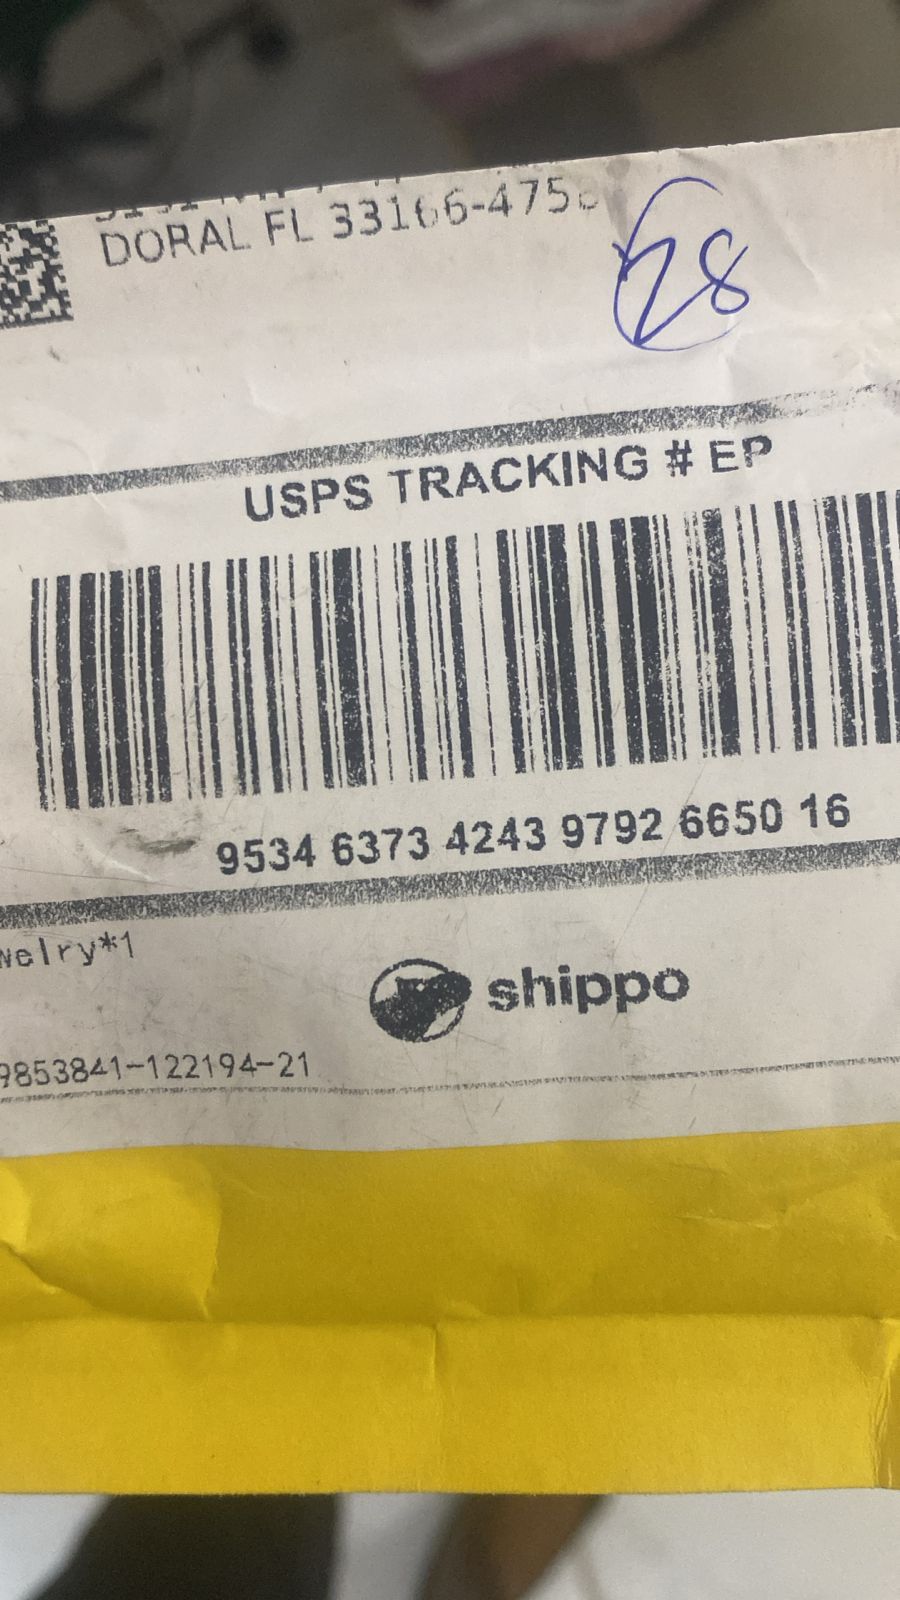 DORAL FL 33166-4756
28
USPS TRACKING # EP
9534 6373 4243 9792 6650 16
welry*1
shippo
9853841-122194-21